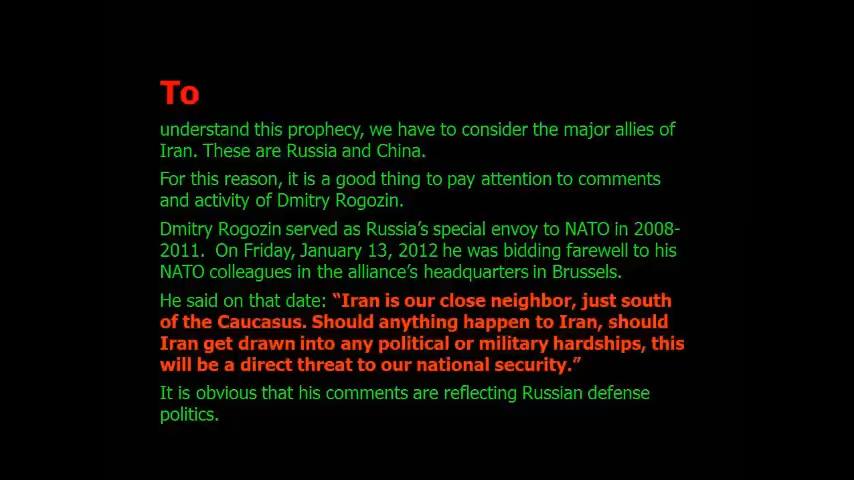 To
understand this prophecy, we have to consider the major allies of
Iran. These are Russia and China.
For this reason, it is a good thing to pay attention to comments
and activity of Dmitry Rogozin.
Dmitry Rogozin served as Russia’s special envoy to NATO in 2008-
2011.  On Friday, January 13, 2012 he was bidding farewell to his
NATO colleagues in the alliance’s headquarters in Brussels.
He said on that date: “Iran is our close neighbor, just south
of the Caucasus. Should anything happen to Iran, should
Iran get drawn into any political or military hardships, this
will be a direct threat to our national security.”
It is obvious that his comments are reflecting Russian defense
politics.